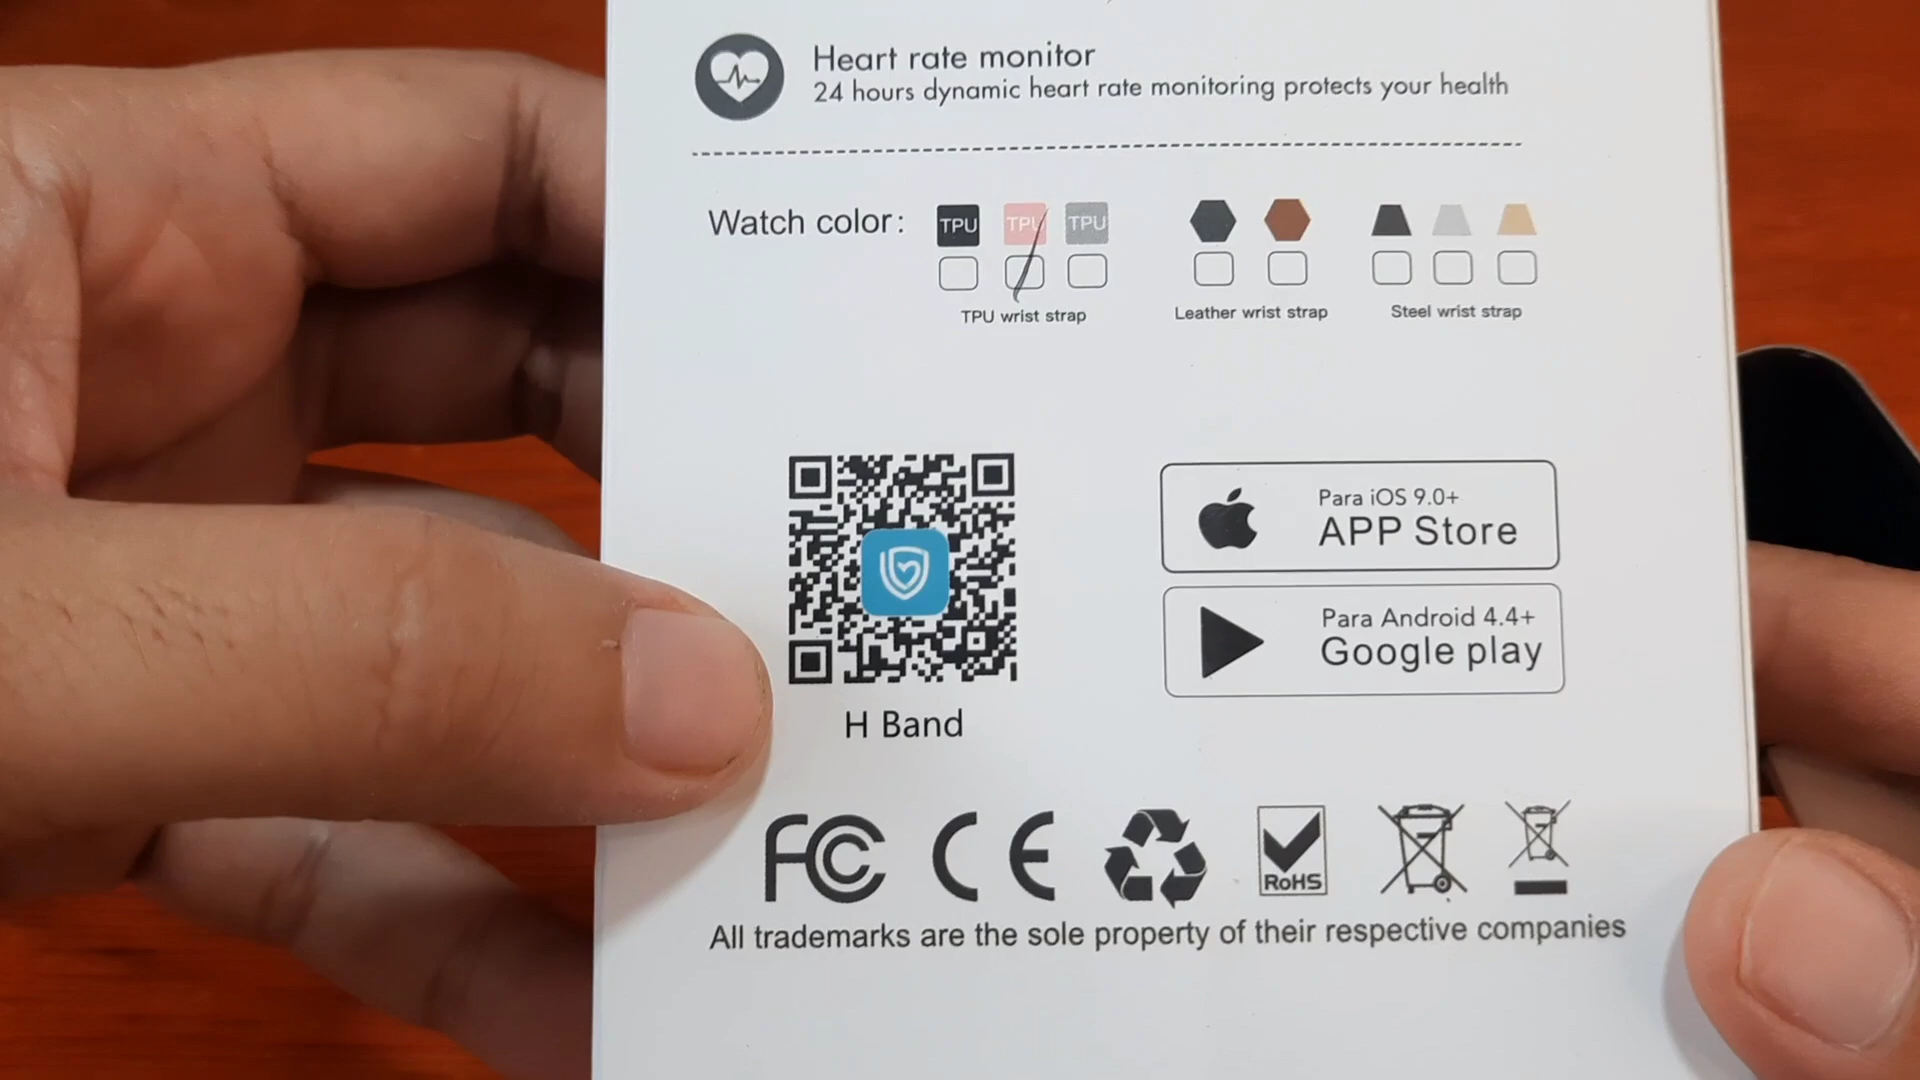 Heart rate monitor
24 hours dynamic heart rate monitoring protects your health
Watch color:
TPU TPU TPU
TPU wrist strap
Leather wrist strap
Steel wrist strap
H Band
Para iOS 9.0+
APP Store
Para Android 4.4+
Google play
FC CE
RoHS
All trademarks are the sole property of their respective companies